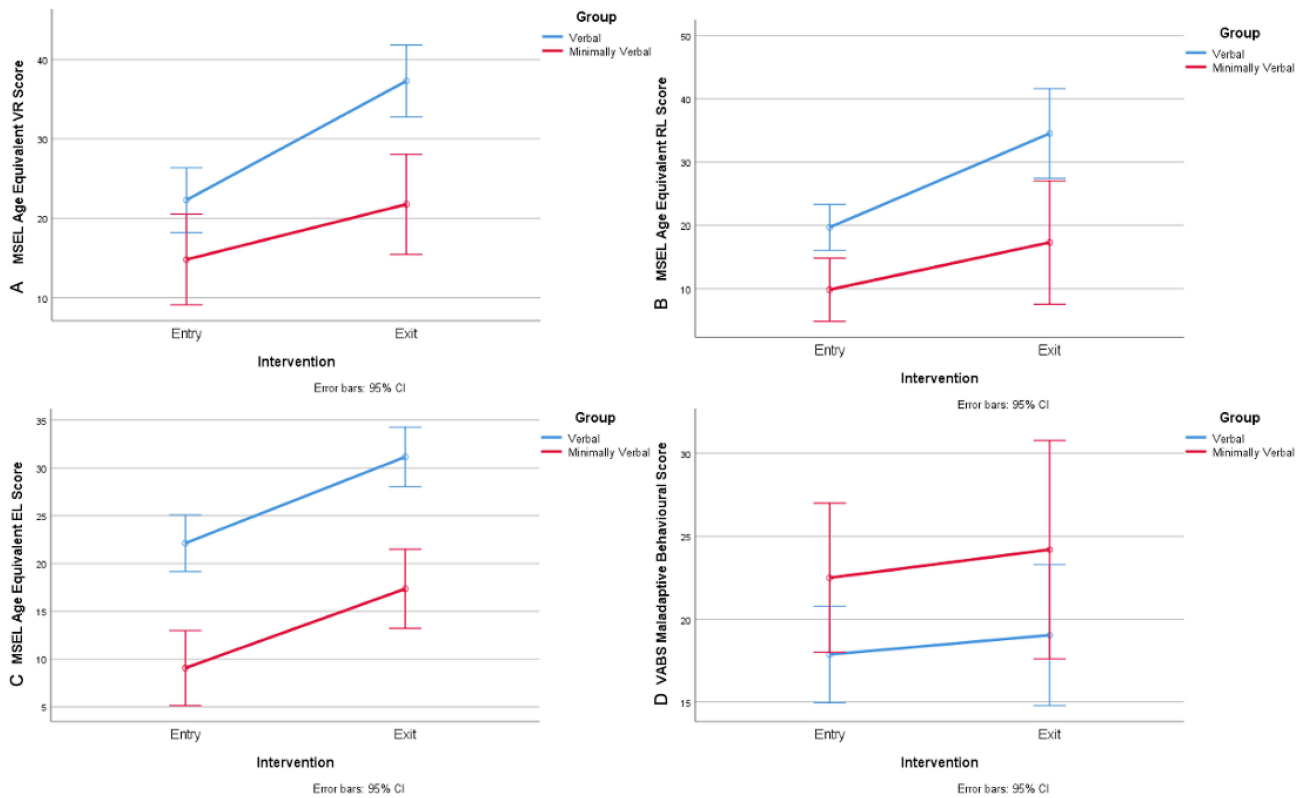 Group
Verbal
Minimally Verbal
A MSEL Age Equivalent VR Score
40
30
20
10
Entry Exit
Intervention
Error bars: 95% CI
Group
Verbal
Minimally Verbal
B MSEL Age Equivalent RL Score
50
40
30
20
10
Entry Exit
Intervention
Error bars: 95% CI
Group
Verbal
Minimally Verbal
C MSEL Age Equivalent EL Score
35
30
25
20
15
10
5
Entry Exit
Intervention
Error bars: 95% CI
Group
Verbal
Minimally Verbal
D VABS Maladaptive Behavioural Score
30
25
20
15
Entry Exit
Intervention
Error bars: 95% CI